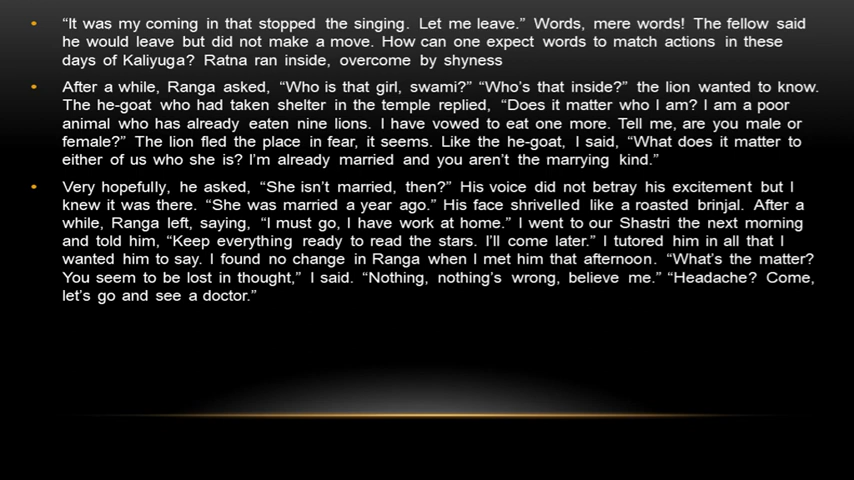 • “It was my coming in that stopped the singing. Let me leave.” Words, mere words! The fellow said
he would leave but did not make a move. How can one expect words to match actions in these
days of Kaliyuga? Ratna ran inside, overcome by shyness
• After a while, Ranga asked, “Who is that girl, swami?” “Who’s that inside?” the lion wanted to know.
The he-goat who had taken shelter in the temple replied, “Does it matter who I am? I am a poor
animal who has already eaten nine lions. I have vowed to eat one more. Tell me, are you male or
female?” The lion fled the place in fear, it seems. Like the he-goat, I said, “What does it matter to
either of us who she is? I’m already married and you aren’t the marrying kind.”
• Very hopefully, he asked, “She isn’t married, then?” His voice did not betray his excitement but I
knew it was there. “She was married a year ago.” His face shrivelled like a roasted brinjal. After a
while, Ranga left, saying, “I must go, I have work at home.” I went to our Shastri the next morning
and told him, “Keep everything ready to read the stars. I’ll come later.” I tutored him in all that I
wanted him to say. I found no change in Ranga when I met him that afternoon. “What’s the matter?
You seem to be lost in thought,” I said. “Nothing, nothing’s wrong, believe me.” “Headache? Come,
let’s go and see a doctor.”